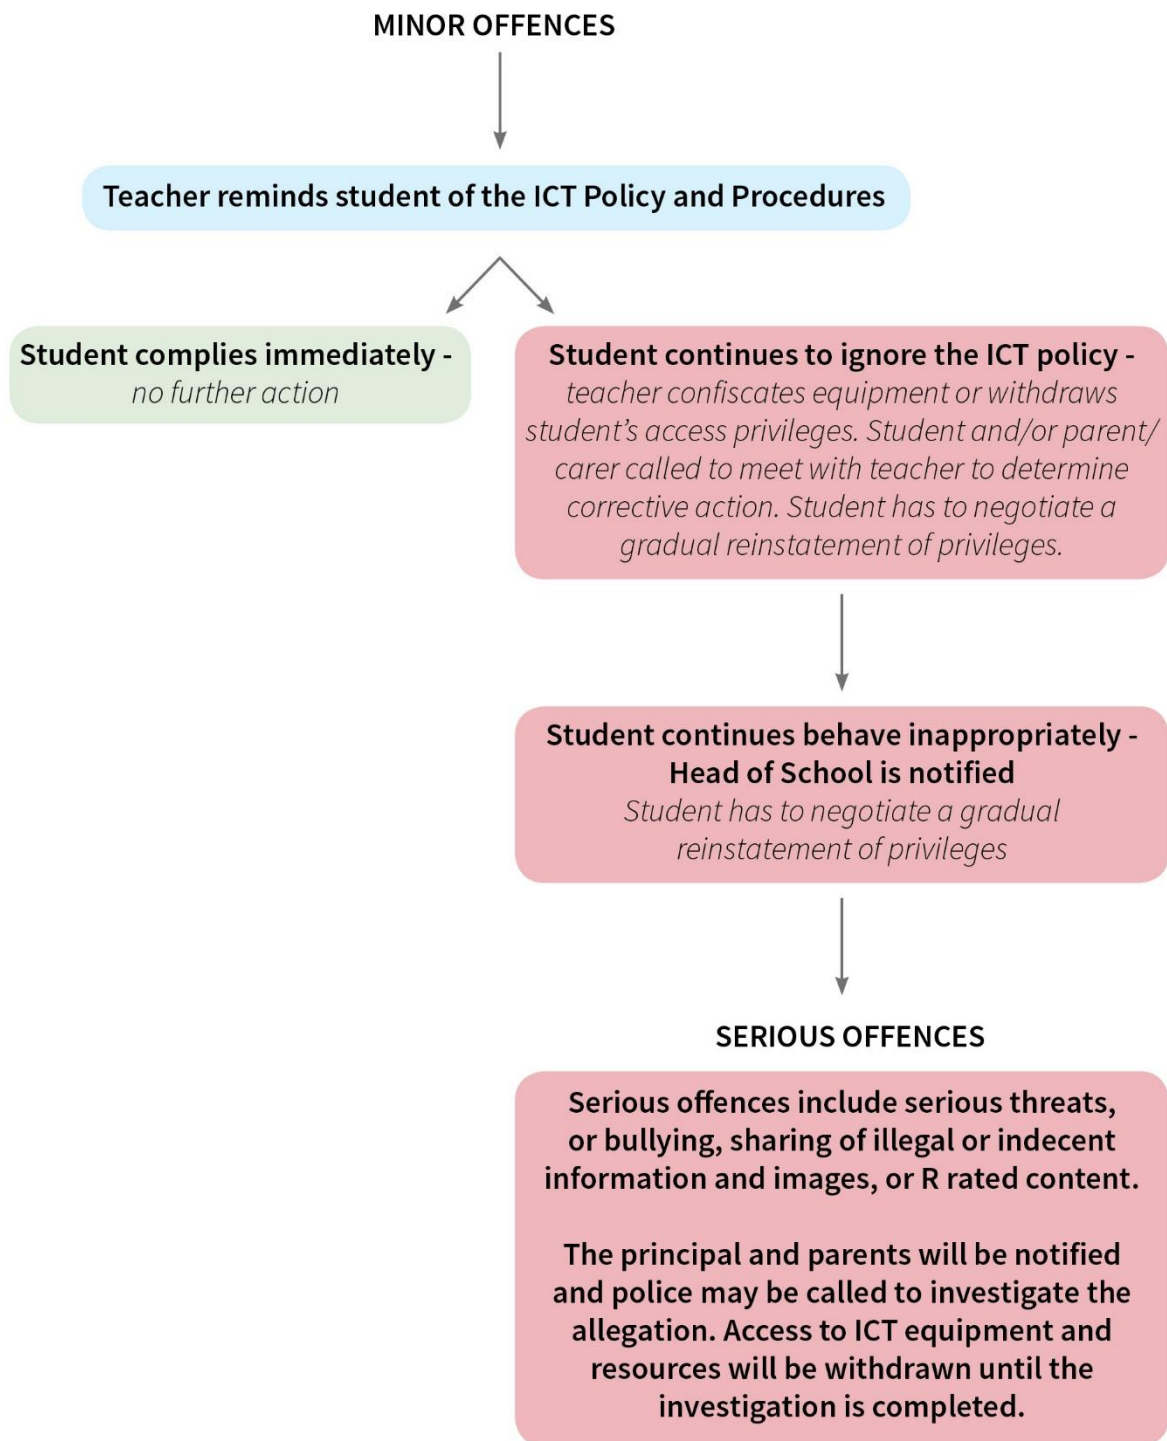 MINOR OFFENCES
Teacher reminds student of the ICT Policy and Procedures
Student complies immediately -
no further action
Student continues to ignore the ICT policy -
teacher confiscates equipment or withdraws
student’s access privileges. Student and/or parent/
carer called to meet with teacher to determine
corrective action. Student has to negotiate a
gradual reinstatement of privileges.
Student continues behave inappropriately -
Head of School is notified
Student has to negotiate a gradual
reinstatement of privileges
SERIOUS OFFENCES
Serious offences include serious threats,
or bullying, sharing of illegal or indecent
information and images, or R rated content.
The principal and parents will be notified
and police may be called to investigate the
allegation. Access to ICT equipment and
resources will be withdrawn until the
investigation is completed.